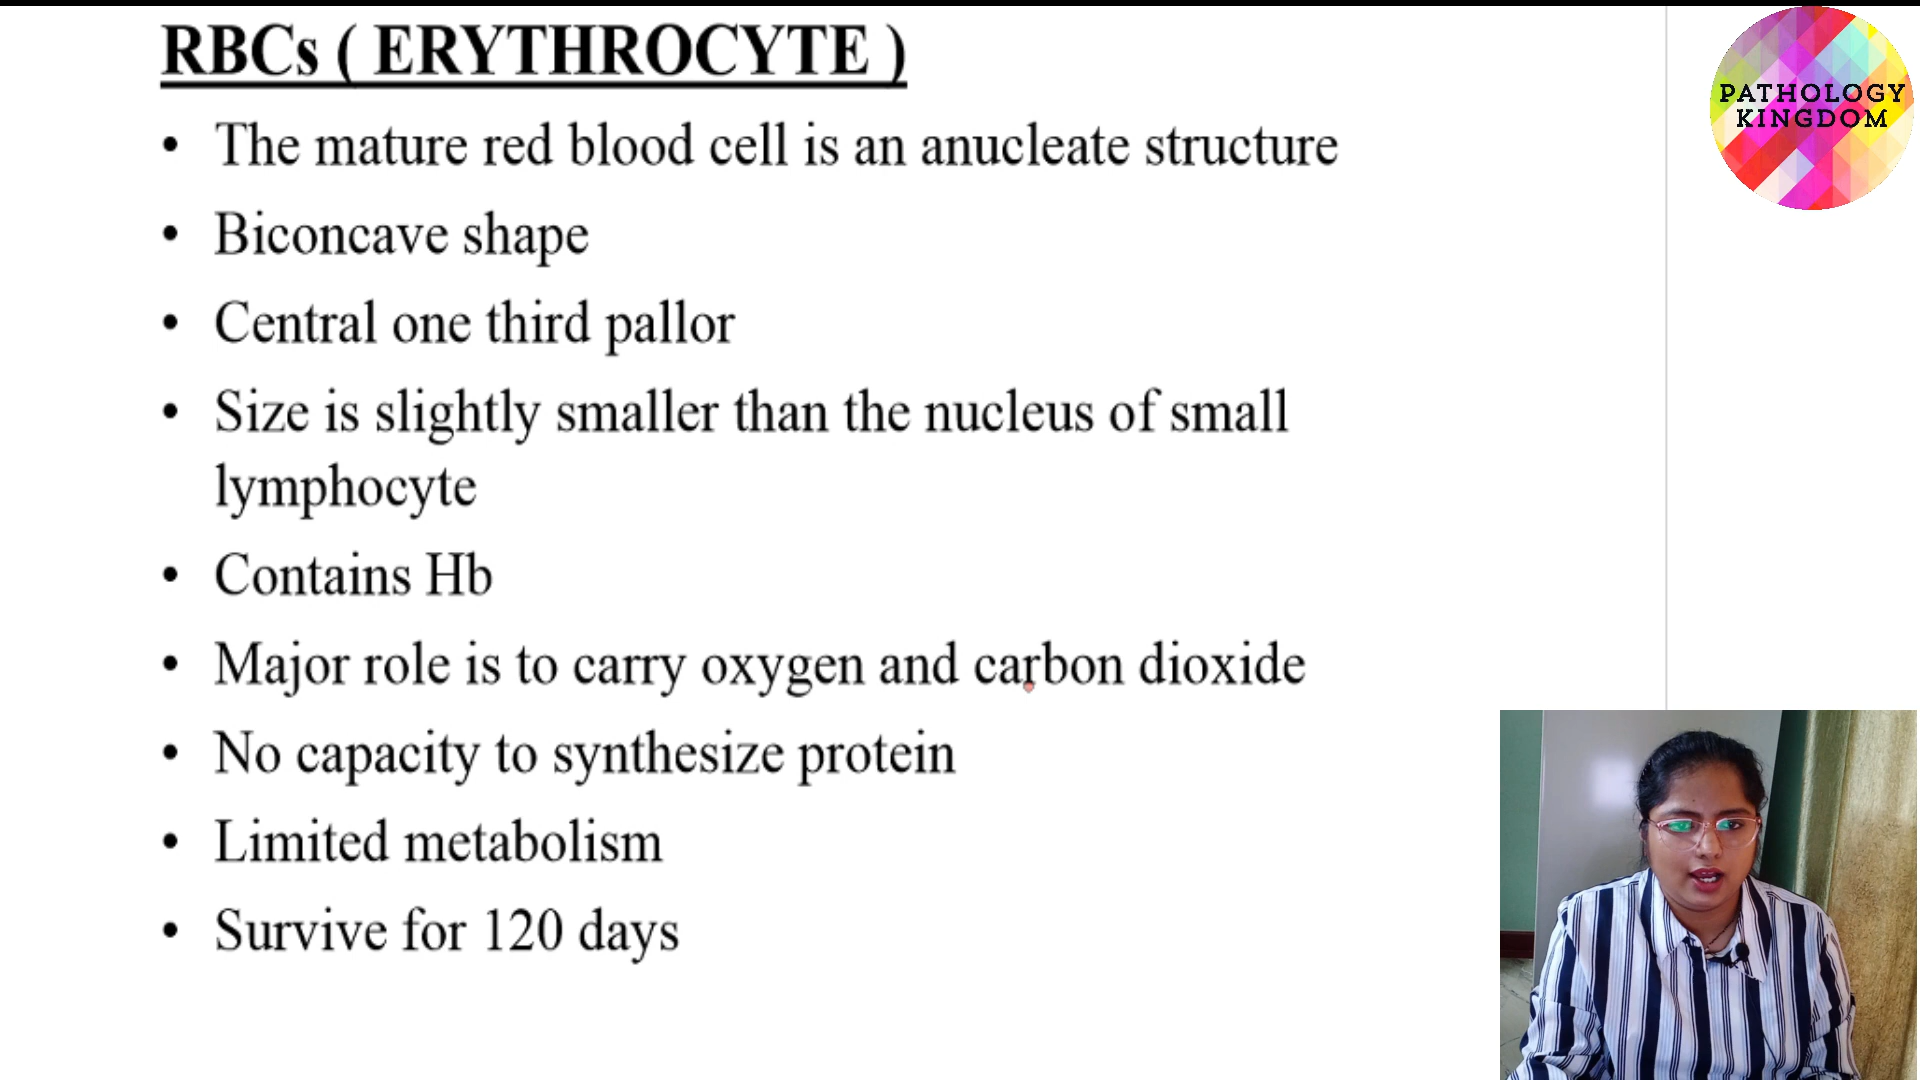 RBCs ( ERYTHROCYTE )
• The mature red blood cell is an anucleate structure
• Biconcave shape
• Central one third pallor
• Size is slightly smaller than the nucleus of small
lymphocyte
• Contains Hb
• Major role is to carry oxygen and carbon dioxide
• No capacity to synthesize protein
• Limited metabolism
• Survive for 120 days
PATHOLOGY
KINGDOM